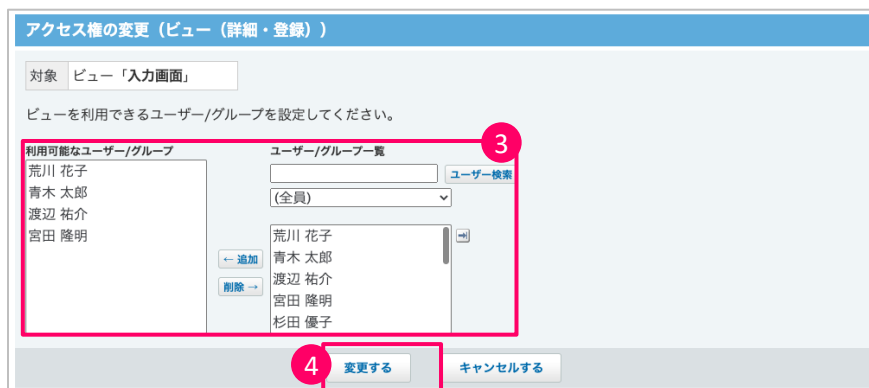 アクセス権の変更（ビュー（詳細・登録））
対象 ビュー「入力画面」
ビューを利用できるユーザー/グループを設定してください。
3
利用可能なユーザー/グループ
荒川 花子
青木 太郎
渡辺 祐介
宮田 隆明
ユーザー/グループ一覧
ユーザー検索
(全員)
← 追加
削除 →
荒川 花子
青木 太郎
渡辺 祐介
宮田 隆明
杉田 優子
4
変更する
キャンセルする